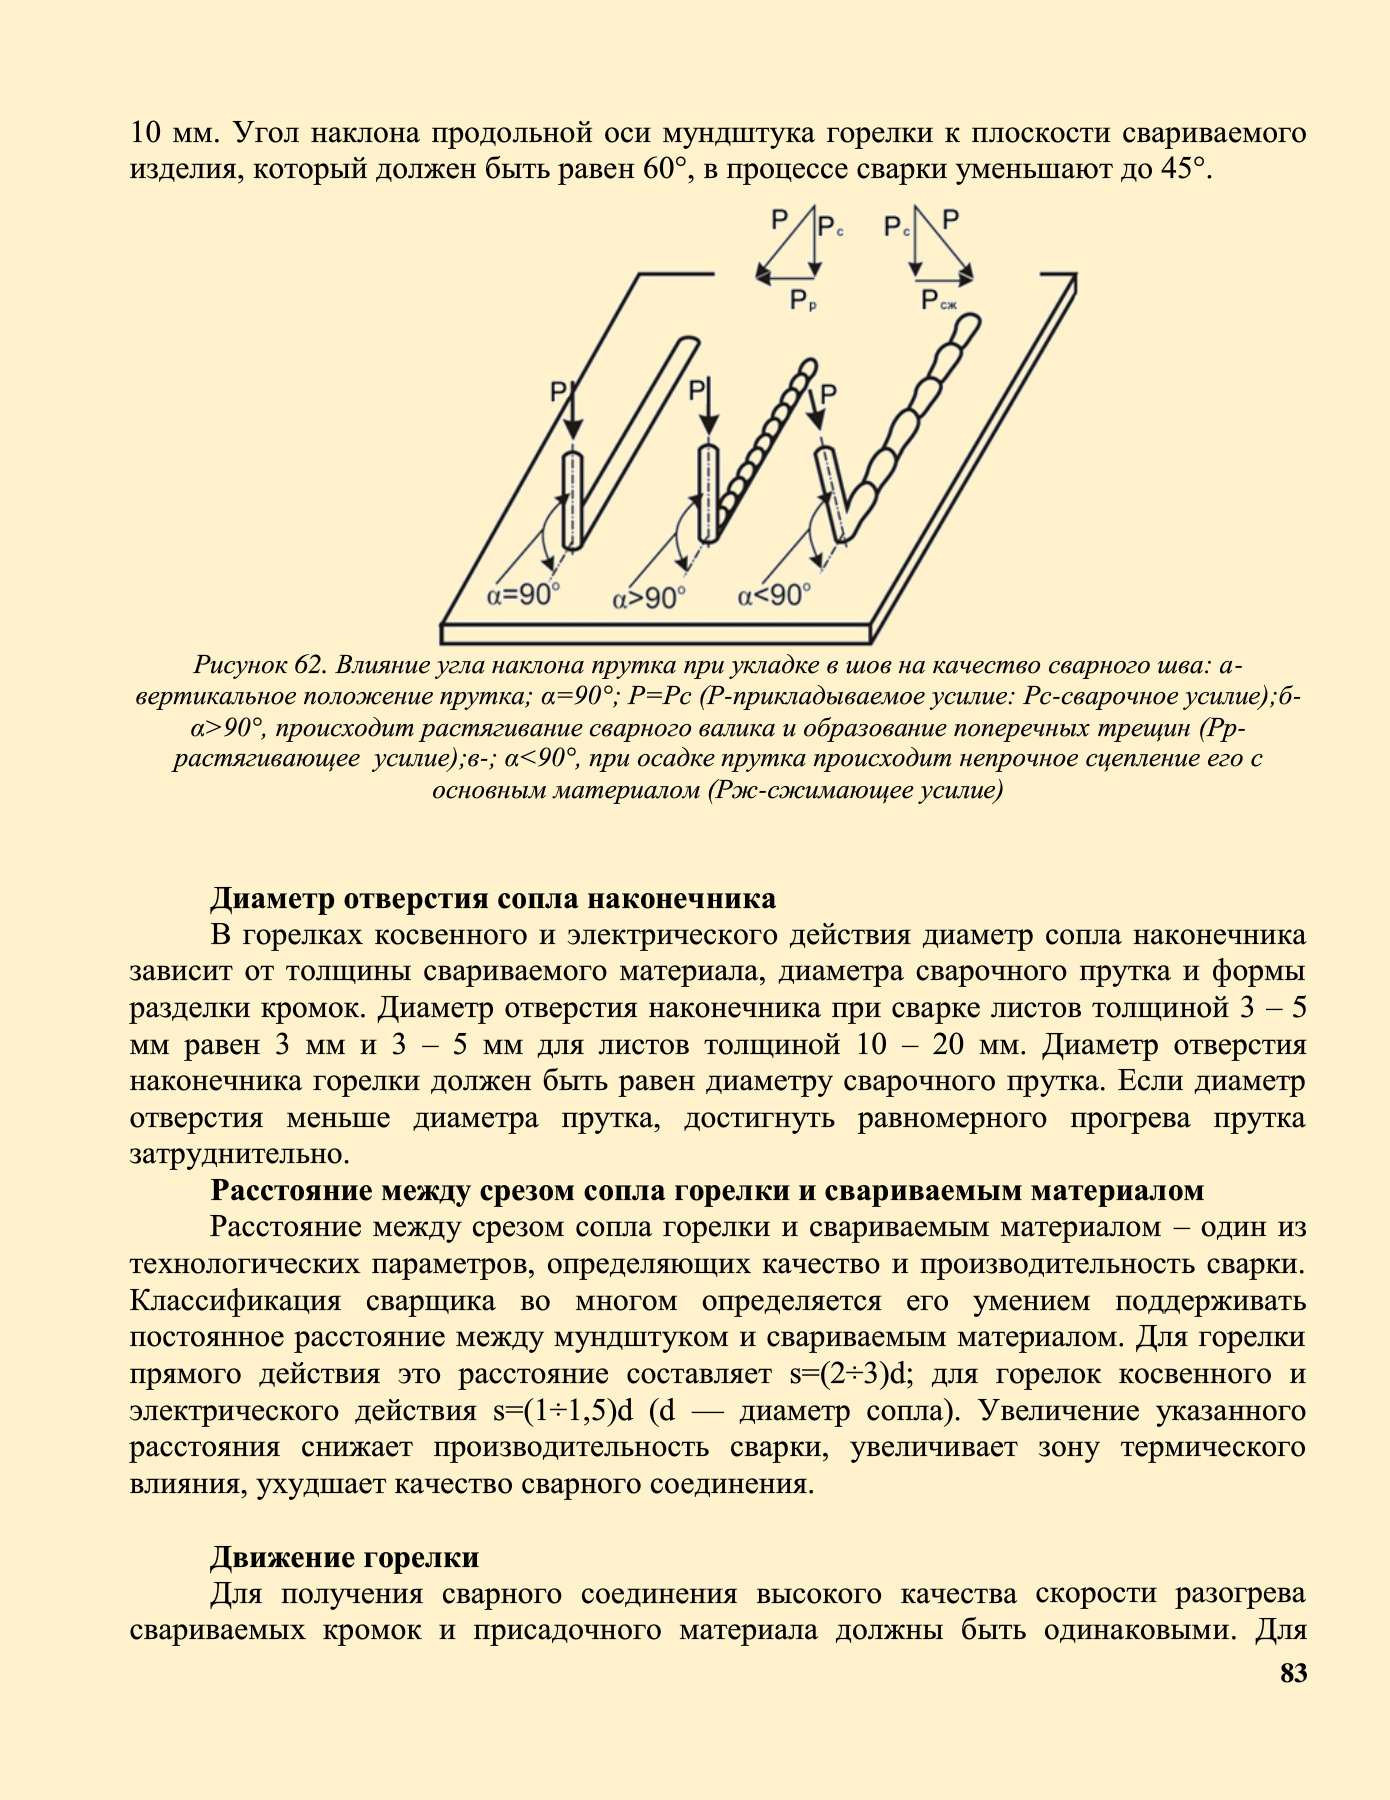 10 мм. Угол наклона продольной оси мундштука горелки к плоскости свариваемого
изделия, который должен быть равен 60°, в процессе сварки уменьшают до 45°.
P Pс Pс P
Pр Pсж
P P P
α=90° α>90° α<90°
Рисунок 62. Влияние угла наклона прутка при укладке в шов на качество сварного шва: а-
вертикальное положение прутка; α=90°; P=Pc (Р-прикладываемое усилие: Рс-сварочное усилие);б-
α>90°, происходит растягивание сварного валика и образование поперечных трещин (Рр-
растягивающее усилие);в-; α<90°, при осадке прутка происходит непрочное сцепление его с
основным материалом (Рж-сжимающее усилие)
Диаметр отверстия сопла наконечника
В горелках косвенного и электрического действия диаметр сопла наконечника
зависит от толщины свариваемого материала, диаметра сварочного прутка и формы
разделки кромок. Диаметр отверстия наконечника при сварке листов толщиной 3 – 5
мм равен 3 мм и 3 – 5 мм для листов толщиной 10 – 20 мм. Диаметр отверстия
наконечника горелки должен быть равен диаметру сварочного прутка. Если диаметр
отверстия меньше диаметра прутка, достигнуть равномерного прогрева прутка
затруднительно.
Расстояние между срезом сопла горелки и свариваемым материалом
Расстояние между срезом сопла горелки и свариваемым материалом – один из
технологических параметров, определяющих качество и производительность сварки.
Классификация сварщика во многом определяется его умением поддерживать
постоянное расстояние между мундштуком и свариваемым материалом. Для горелки
прямого действия это расстояние составляет s=(2÷3)d; для горелок косвенного и
электрического действия s=(1÷1,5)d (d — диаметр сопла). Увеличение указанного
расстояния снижает производительность сварки, увеличивает зону термического
влияния, ухудшает качество сварного соединения.
Движение горелки
Для получения сварного соединения высокого качества скорости разогрева
свариваемых кромок и присадочного материала должны быть одинаковыми. Для
83